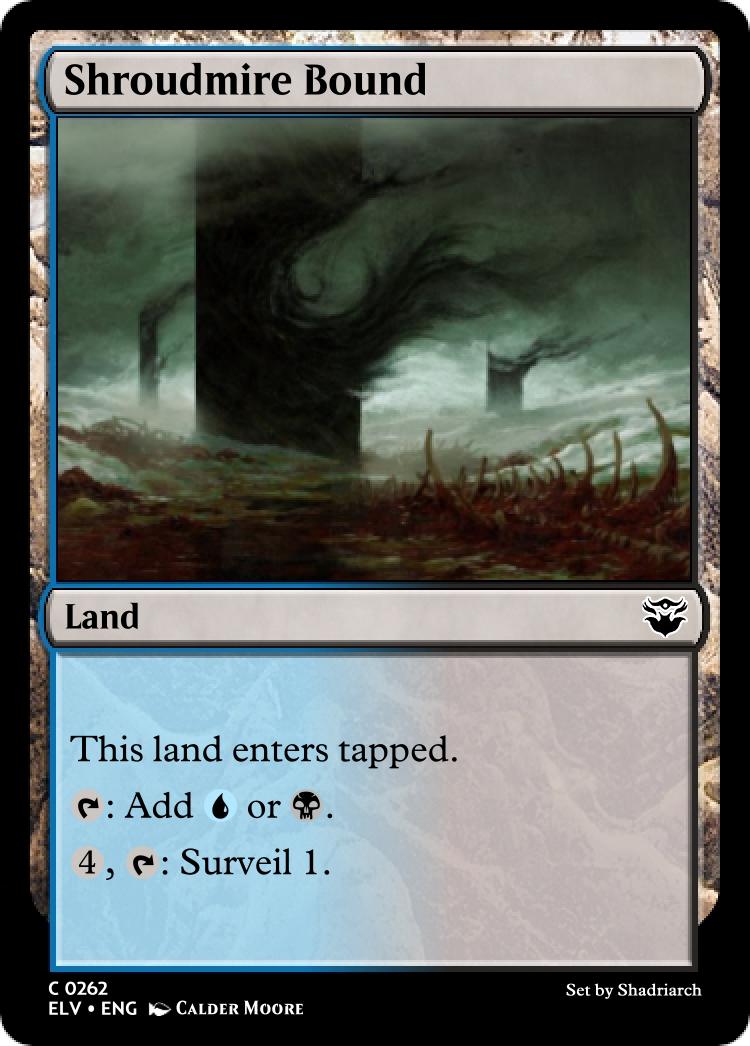 Shroudmire Bound
Land
This land enters tapped.
: Add or .
4, : Surveil 1.
C 0262
ELV • ENG CALDER MOORE
Set by Shadriarch